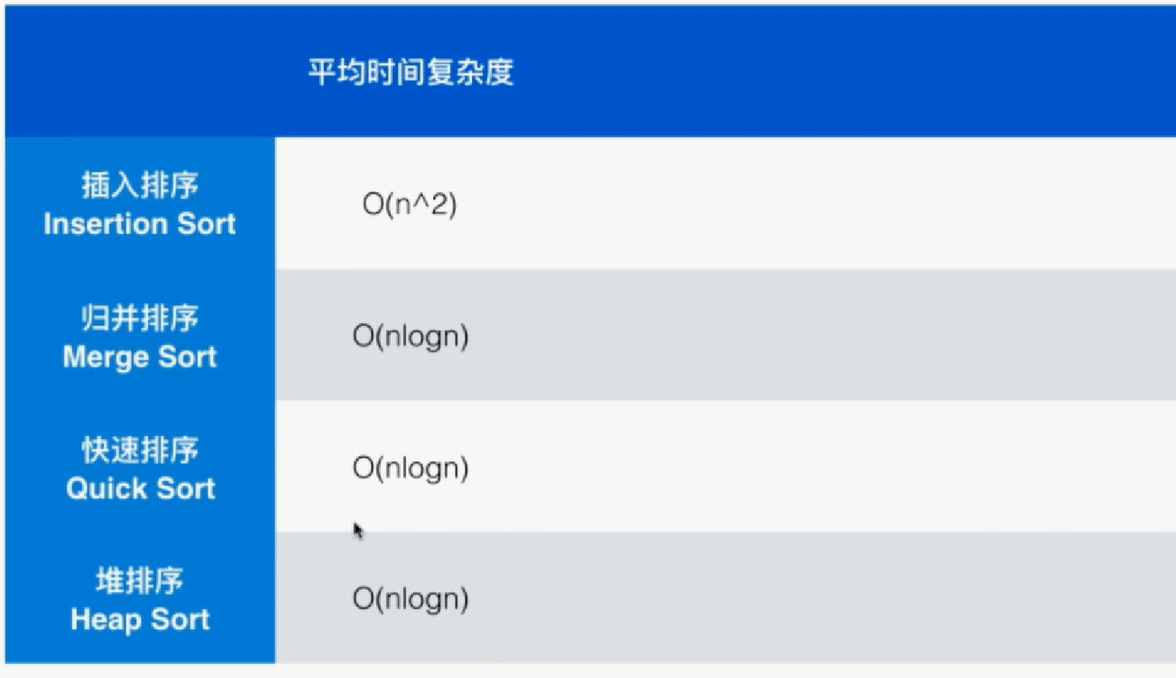 平均时间复杂度
插入排序
Insertion Sort
O(n^2)
归并排序
Merge Sort
O(nlogn)
快速排序
Quick Sort
O(nlogn)
堆排序
Heap Sort
O(nlogn)